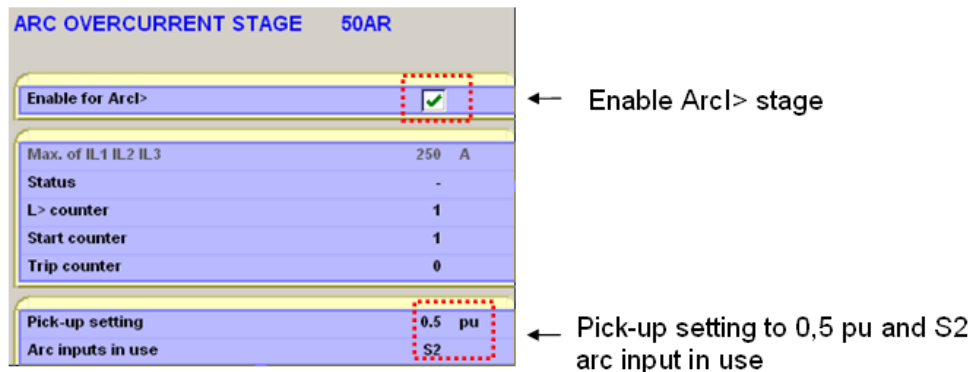 ARC OVERCURRENT STAGE 50AR
Enable for ArcI>
Enable ArcI> stage
Max. of IL1 IL2 IL3 250 A
Status -
L> counter 1
Start counter 1
Trip counter 0
Pick-up setting 0.5 pu
Arc inputs in use S2
Pick-up setting to 0,5 pu and S2
arc input in use